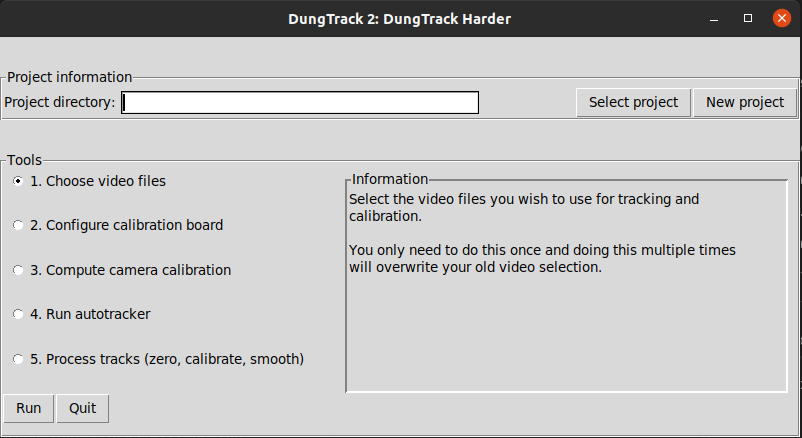 DungTrack 2: DungTrack Harder
Project information
Project directory:
Select project
New project
Tools
1. Choose video files
2. Configure calibration board
3. Compute camera calibration
4. Run autotracker
5. Process tracks (zero, calibrate, smooth)
Information
Select the video files you wish to use for tracking and
calibration.
You only need to do this once and doing this multiple times
will overwrite your old video selection.
Run
Quit